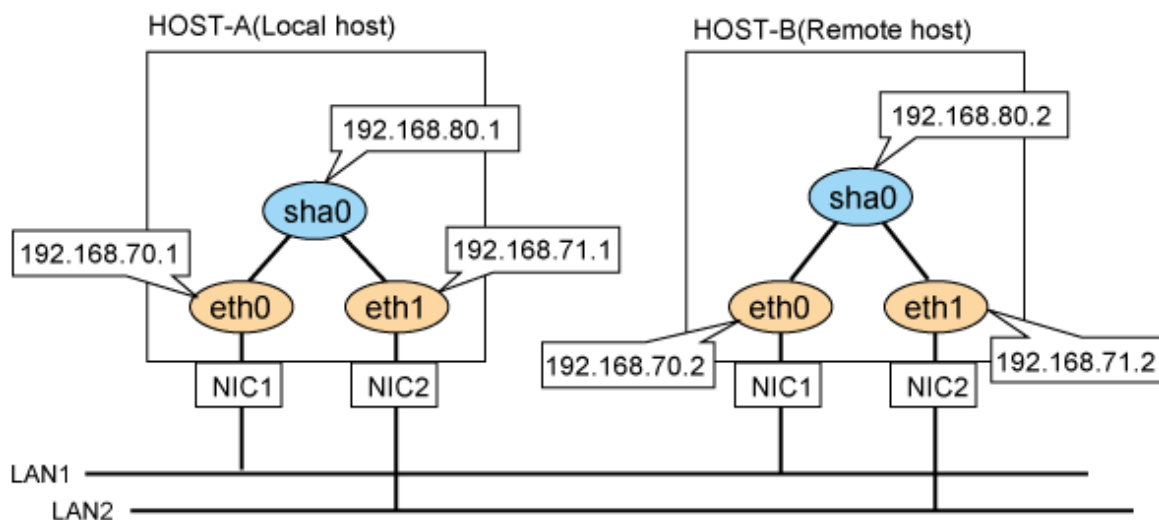 HOST-A(Local host)
HOST-B(Remote host)
192.168.80.1
192.168.80.2
sha0
sha0
192.168.70.1
192.168.71.1
eth0
eth1
eth0
eth1
192.168.70.2
192.168.71.2
NIC1
NIC2
NIC1
NIC2
LAN1
LAN2